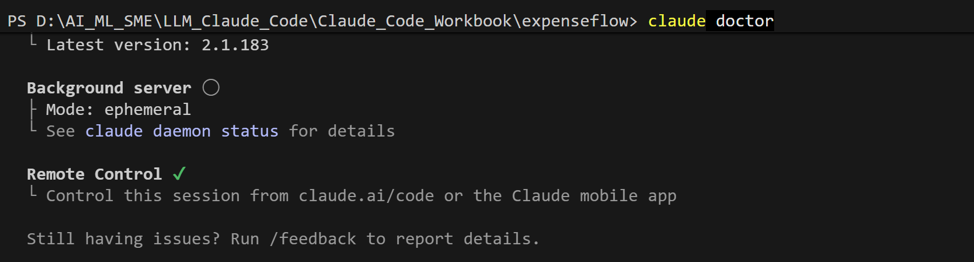 PS D:\AI_ML_SME\LLM_Claude_Code\Claude_Code_Workbook\expenseflow> claude doctor
└ Latest version: 2.1.183
Background server ◯
├ Mode: ephemeral
└ See claude daemon status for details
Remote Control ✓
└ Control this session from claude.ai/code or the Claude mobile app
Still having issues? Run /feedback to report details.